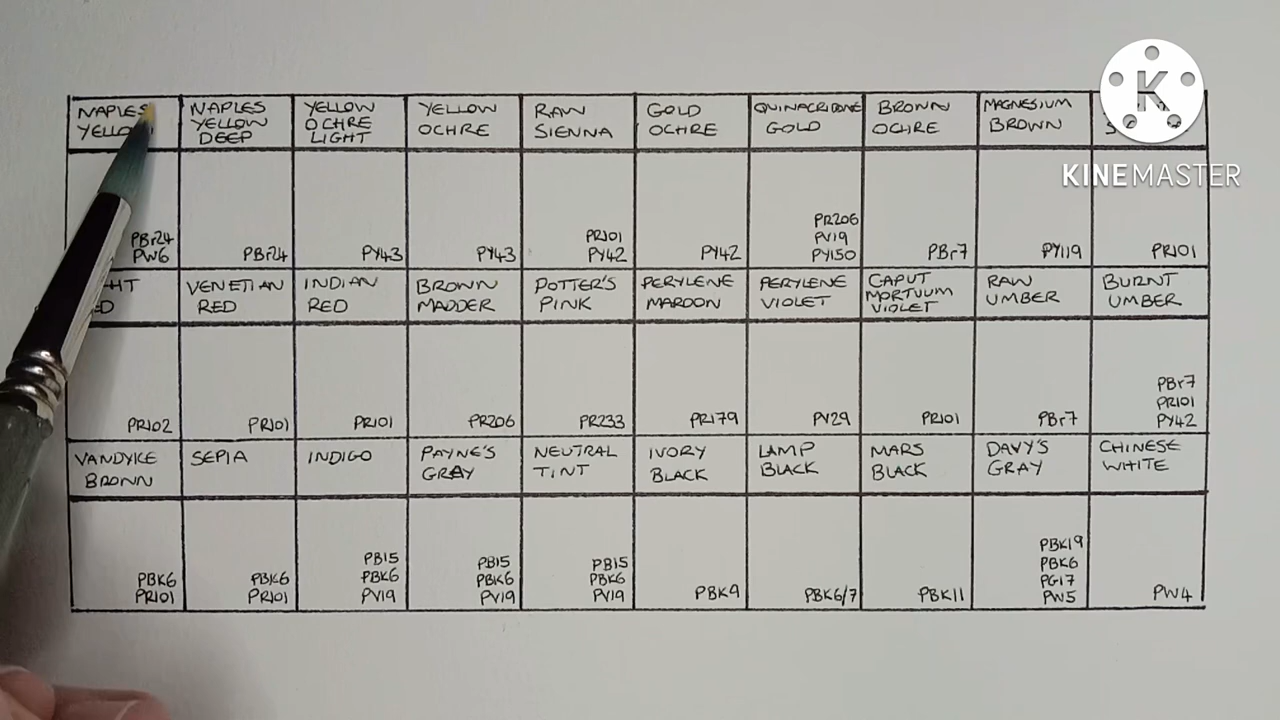 NAPLES
YELLOW
NAPLES
YELLOW
DEEP
YELLOW
OCHRE
LIGHT
YELLOW
OCHRE
RAW
SIENNA
GOLD
OCHRE
QUINACRIDONE
GOLD
BROWN
OCHRE
MAGNESIUM
BROWN
K
KINEMASTER
PBr24
PW6
PBr24
PY43
PY43
PR101
PY42
PY42
PR206
PV19
PY150
PBr7
PY119
PR101
VENETIAN
RED
INDIAN
RED
BROWN
MADDER
POTTER'S
PINK
PERYLENE
MAROON
PERYLENE
VIOLET
CAPUT
MORTUUM
VIOLET
RAW
UMBER
BURNT
UMBER
PR102
PR101
PR101
PR206
PR233
PR179
PV29
PR101
PBr7
PBr7
PR101
PY42
VANDYKE
BROWN
SEPIA
INDIGO
PAYNE'S
GRAY
NEUTRAL
TINT
IVORY
BLACK
LAMP
BLACK
MARS
BLACK
DAVY'S
GRAY
CHINESE
WHITE
PBK6
PR101
PBK6
PR101
PB15
PBK6
PV19
PB15
PBK6
PV19
PB15
PBK6
PV19
PBK9
PBK6/7
PBK11
PBK19
PBK6
PG17
PW5
PW4